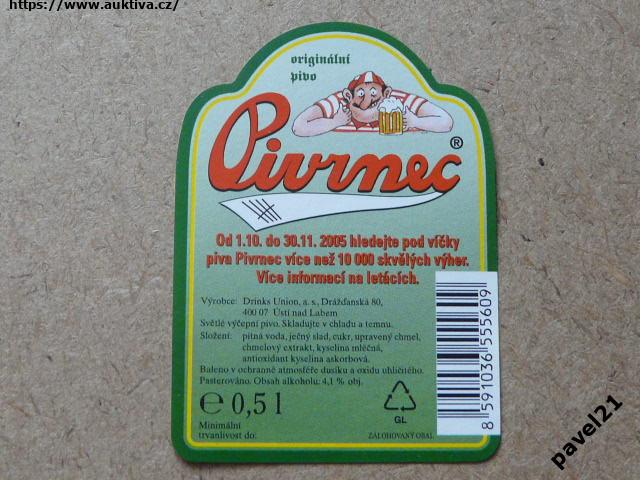 https://www.auktiva.cz/
originální
pivo
Pivrnec®
Od 1.10. do 30.11. 2005 hledejte pod víčky
piva Pivrnec více než 10 000 skvělých výher.
Více informací na letácích.
Výrobce: Drinks Union, a. s., Drážďanská 80,
400 07 Ústí nad Labem
Světlé výčepní pivo. Skladujte v chladu a temnu.
Složení: pitná voda, ječný slad, cukr, upravený chmel,
chmelový extrakt, kyselina mléčná,
antioxidant kyselina askorbová.
Baleno v ochranné atmosféře dusíku a oxidu uhličitého.
Pasterováno. Obsah alkoholu: 4,1 % obj.
℮ 0,5 l
GL
Minimální
trvanlivost do:
ZÁLOHOVANÝ OBAL
8 591036 555609
pavel21